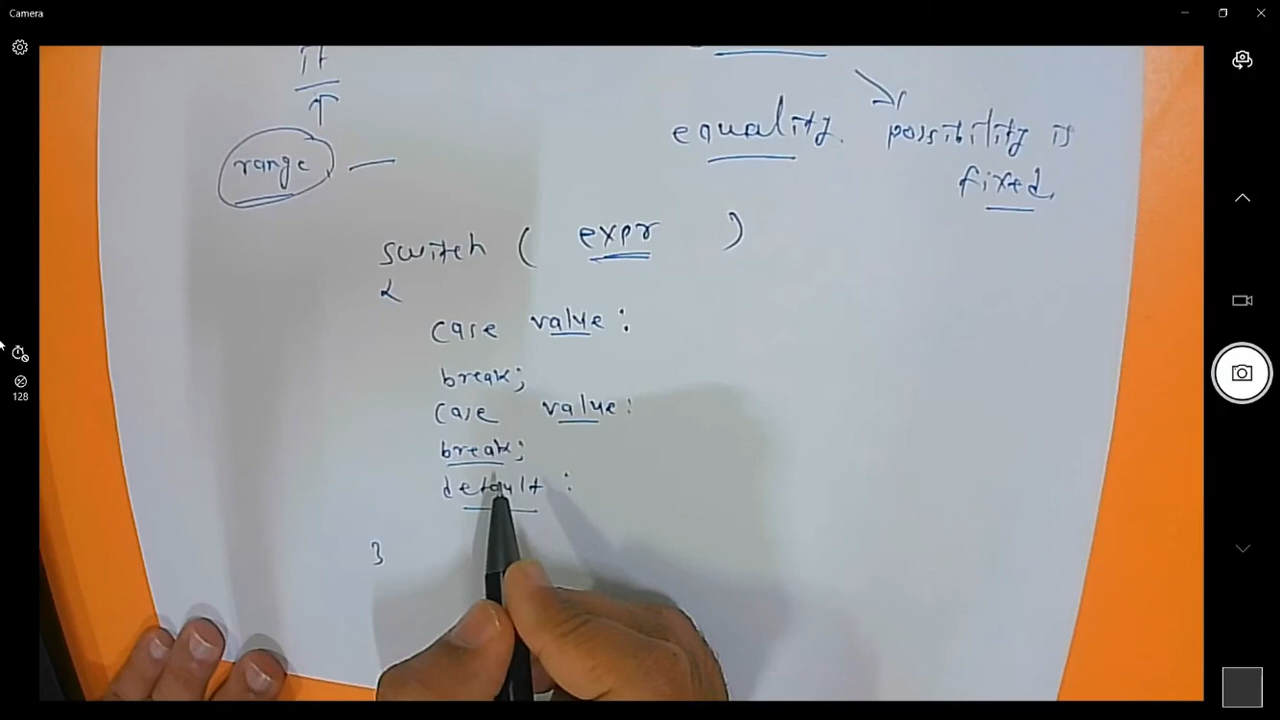 Camera
if
equality. possibility is
fixed.
range —
switch ( expr )
{
case value :
break;
case value :
break;
default :
}
128